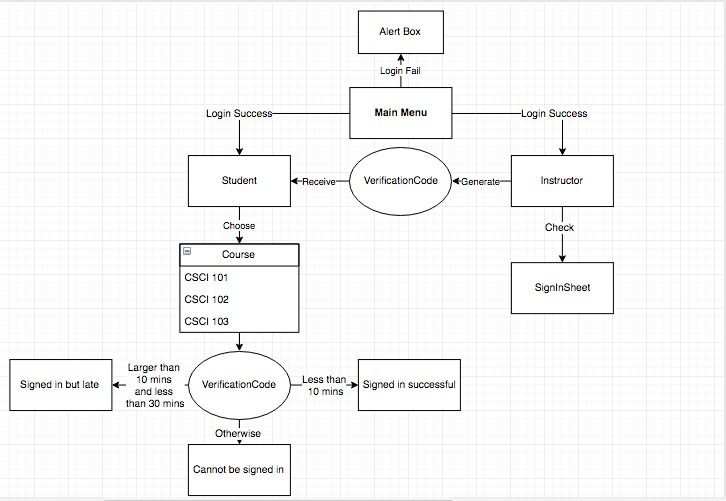 Alert Box
Login Fail
Main Menu
Login Success
Login Success
Student
Receive
VerificationCode
Generate
Instructor
Choose
Check
Course
CSCI 101
CSCI 102
CSCI 103
SignInSheet
Signed in but late
Larger than
10 mins
and less
than 30 mins
VerificationCode
Less than
10 mins
Signed in successful
Otherwise
Cannot be signed in